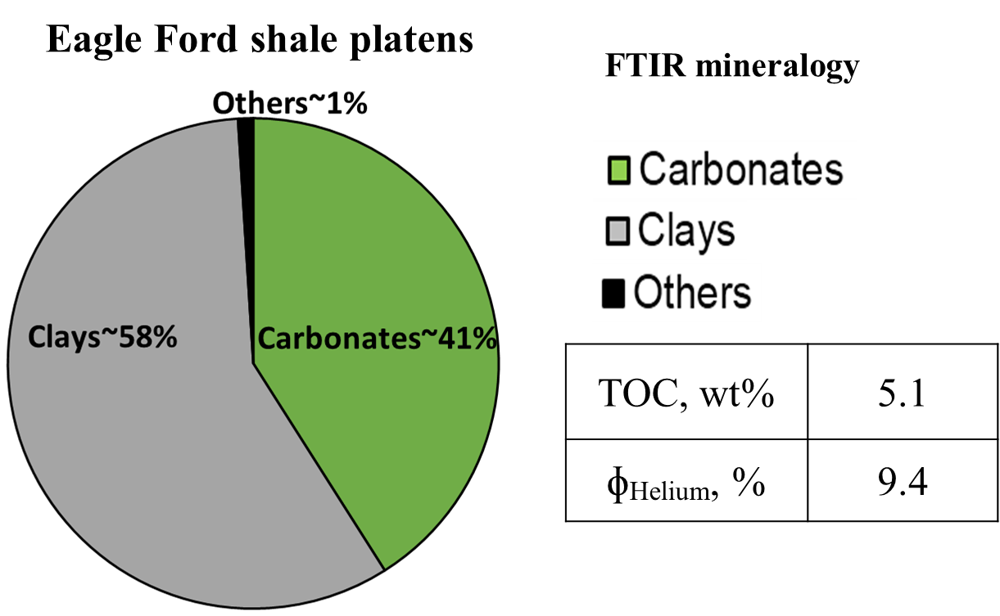 Eagle Ford shale platens
Others~1%
Clays~58%
Carbonates~41%
FTIR mineralogy
Carbonates
Clays
Others
TOC, wt% 5.1
ϕHelium, % 9.4